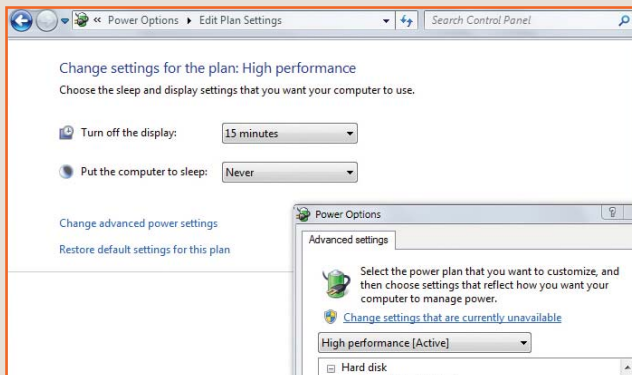 « Power Options ▸ Edit Plan Settings
Search Control Panel
Change settings for the plan: High performance
Choose the sleep and display settings that you want your computer to use.
Turn off the display: 15 minutes
Put the computer to sleep: Never
Change advanced power settings
Restore default settings for this plan
Power Options
?
Advanced settings
Select the power plan that you want to customize, and
then choose settings that reflect how you want your
computer to manage power.
Change settings that are currently unavailable
High performance [Active]
Hard disk